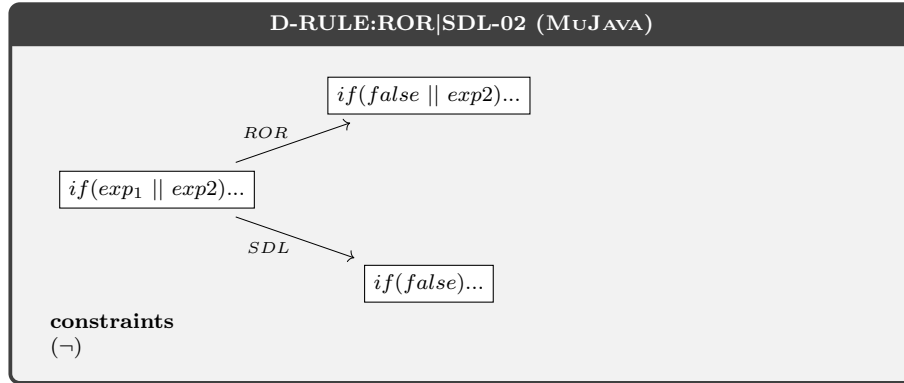 D-RULE:ROR|SDL-02 (MuJava)
if(false || exp2)...
ROR
if(exp₁ || exp2)...
SDL
if(false)...
constraints
(¬)